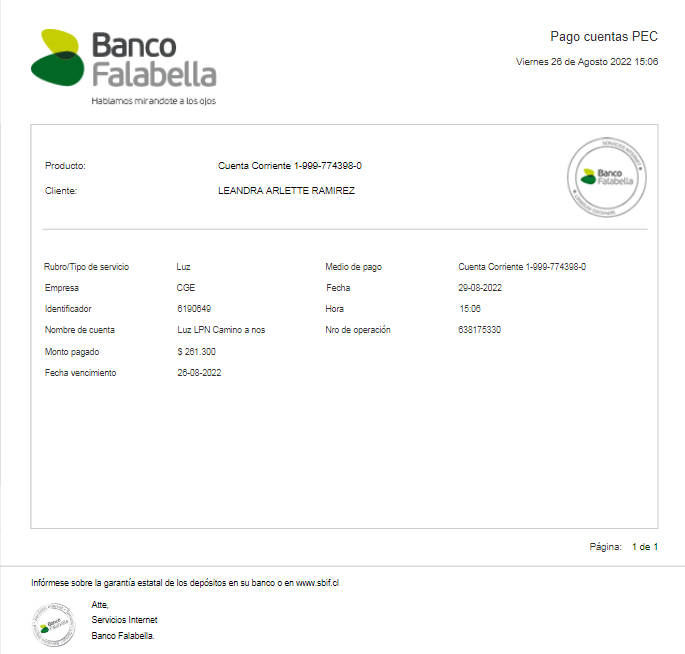 Banco
Falabella
Hablamos mirandote a los ojos
Pago cuentas PEC
Viernes 26 de Agosto 2022 15:06
Producto: Cuenta Corriente 1-999-774398-0
Cliente: LEANDRA ARLETTE RAMIREZ
SERVICIOS INTERNET
Banco
Falabella
Rubro/Tipo de servicio Luz Medio de pago Cuenta Corriente 1-999-774398-0
Empresa CGE Fecha 29-08-2022
Identificador 6190649 Hora 15:06
Nombre de cuenta Luz LPN Camino a nos Nro de operación 638175330
Monto pagado $ 261.300
Fecha vencimiento 26-08-2022
Página: 1 de 1
Infórmese sobre la garantía estatal de los depósitos en su banco o en www.sbif.cl
Atte,
Servicios Internet
Banco Falabella.